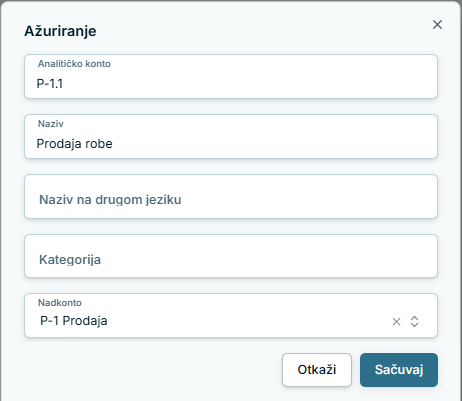 Ažuriranje
Analitičko konto
P-1.1
Naziv
Prodaja robe
Naziv na drugom jeziku
Kategorija
Nadkonto
P-1 Prodaja
Otkaži
Sačuvaj